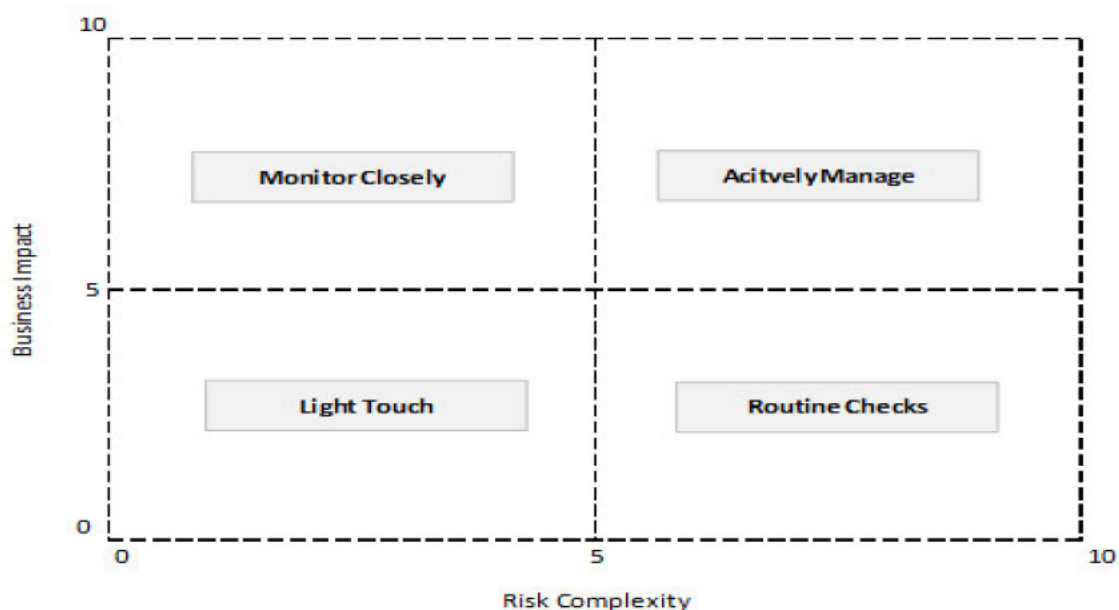 10
Monitor Closely
Acitvely Manage
Business Impact
5
Light Touch
Routine Checks
0
0
5
10
Risk Complexity